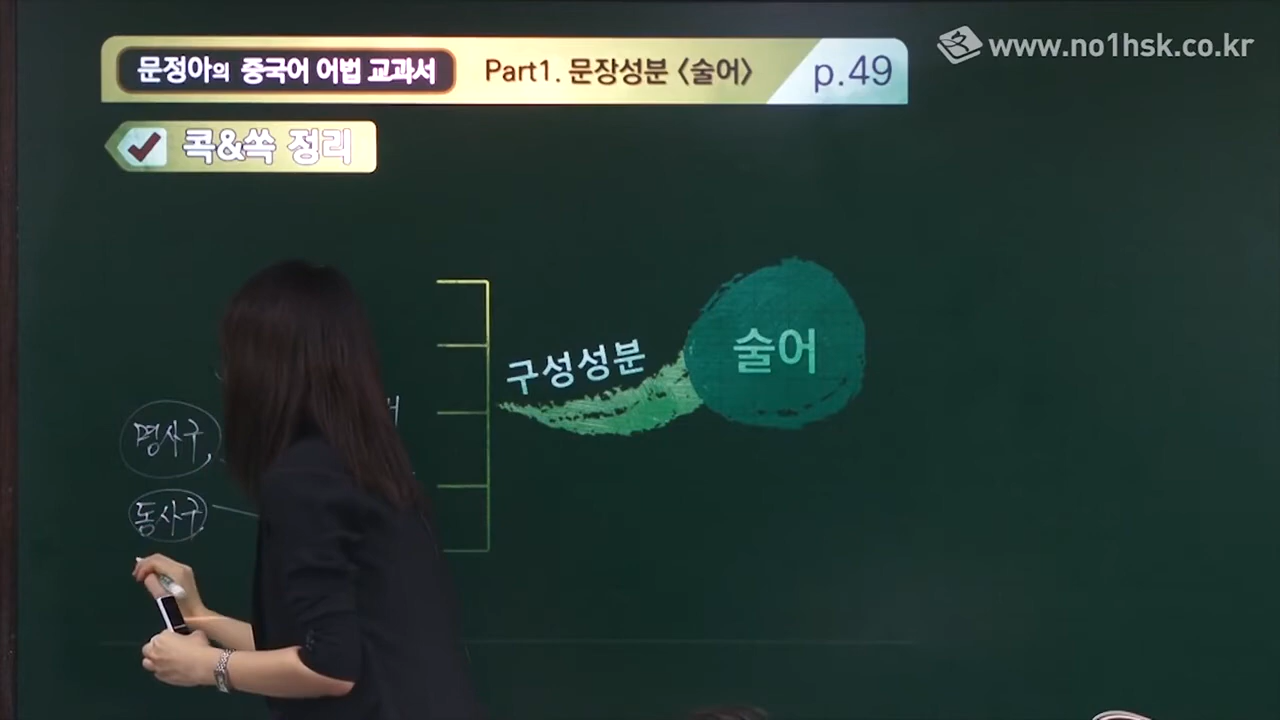 www.no1hsk.co.kr
문정아의 중국어 어법 교과서 Part1. 문장성분 <술어> p.49
콕&쏙 정리
구성성분
술어
명사구,
동사구